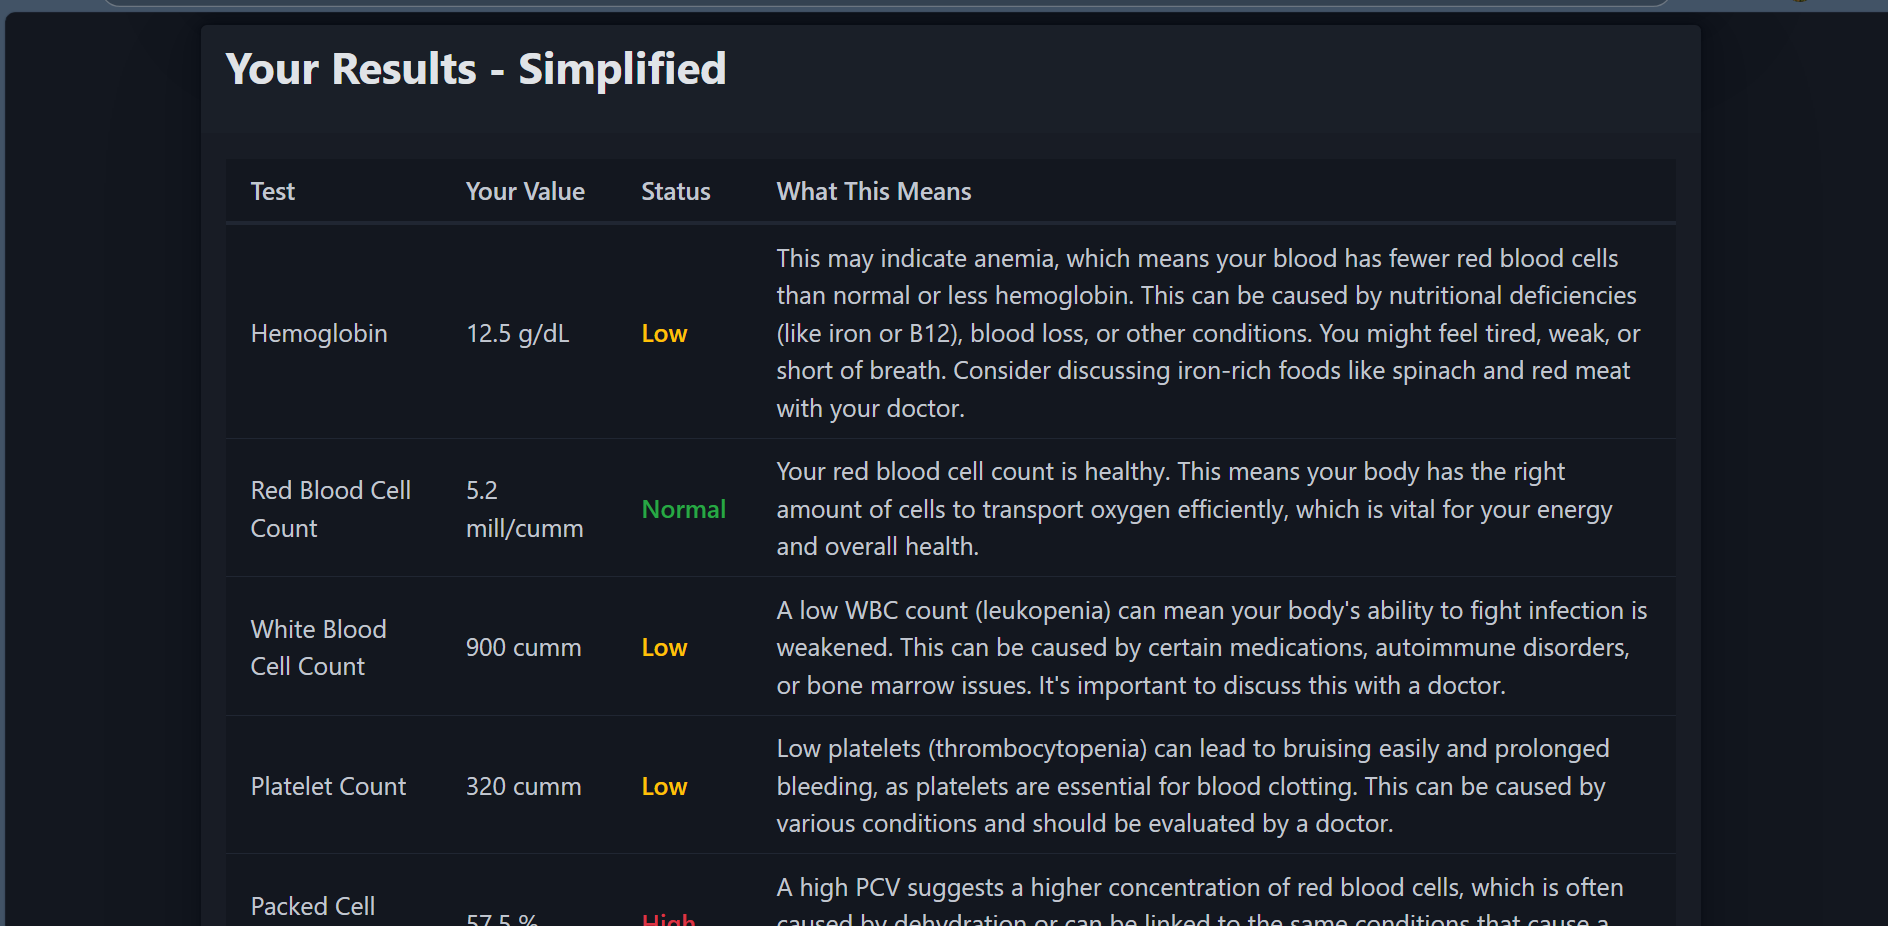 Your Results - Simplified
Test Your Value Status What This Means
Hemoglobin 12.5 g/dL Low
This may indicate anemia, which means your blood has fewer red blood cells
than normal or less hemoglobin. This can be caused by nutritional deficiencies
(like iron or B12), blood loss, or other conditions. You might feel tired, weak, or
short of breath. Consider discussing iron-rich foods like spinach and red meat
with your doctor.
Red Blood Cell
Count
5.2
mill/cumm
Normal
Your red blood cell count is healthy. This means your body has the right
amount of cells to transport oxygen efficiently, which is vital for your energy
and overall health.
White Blood
Cell Count
900 cumm
Low
A low WBC count (leukopenia) can mean your body's ability to fight infection is
weakened. This can be caused by certain medications, autoimmune disorders,
or bone marrow issues. It's important to discuss this with a doctor.
Platelet Count 320 cumm Low
Low platelets (thrombocytopenia) can lead to bruising easily and prolonged
bleeding, as platelets are essential for blood clotting. This can be caused by
various conditions and should be evaluated by a doctor.
Packed Cell
57.5 %
High
A high PCV suggests a higher concentration of red blood cells, which is often
caused by dehydration or can be linked to the same conditions that cause a